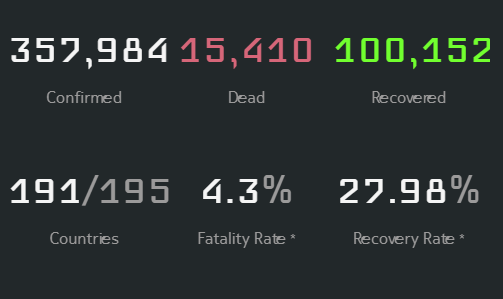 357,984 15,410 100,152
Confirmed Dead Recovered
191/195 4.3% 27.98%
Countries Fatality Rate * Recovery Rate *